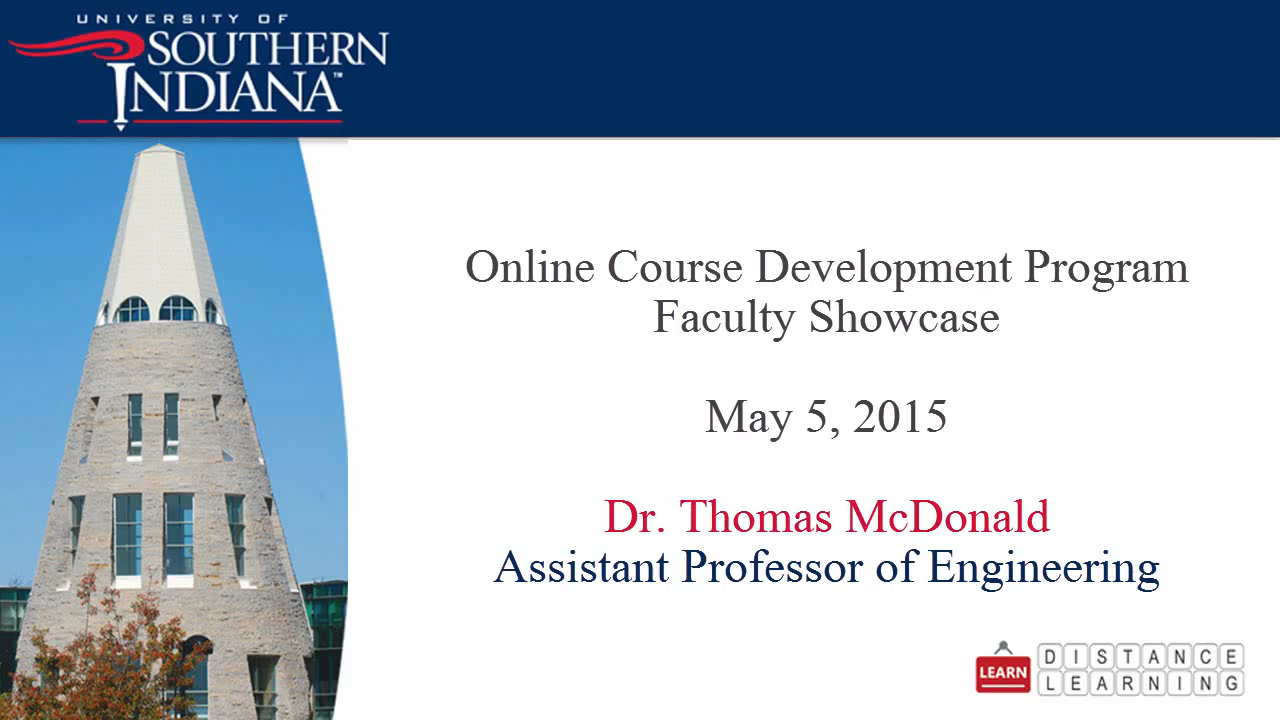 UNIVERSITY OF
SOUTHERN
INDIANA™
Online Course Development Program
Faculty Showcase
May 5, 2015
Dr. Thomas McDonald
Assistant Professor of Engineering
LEARN
DISTANCE
LEARNING